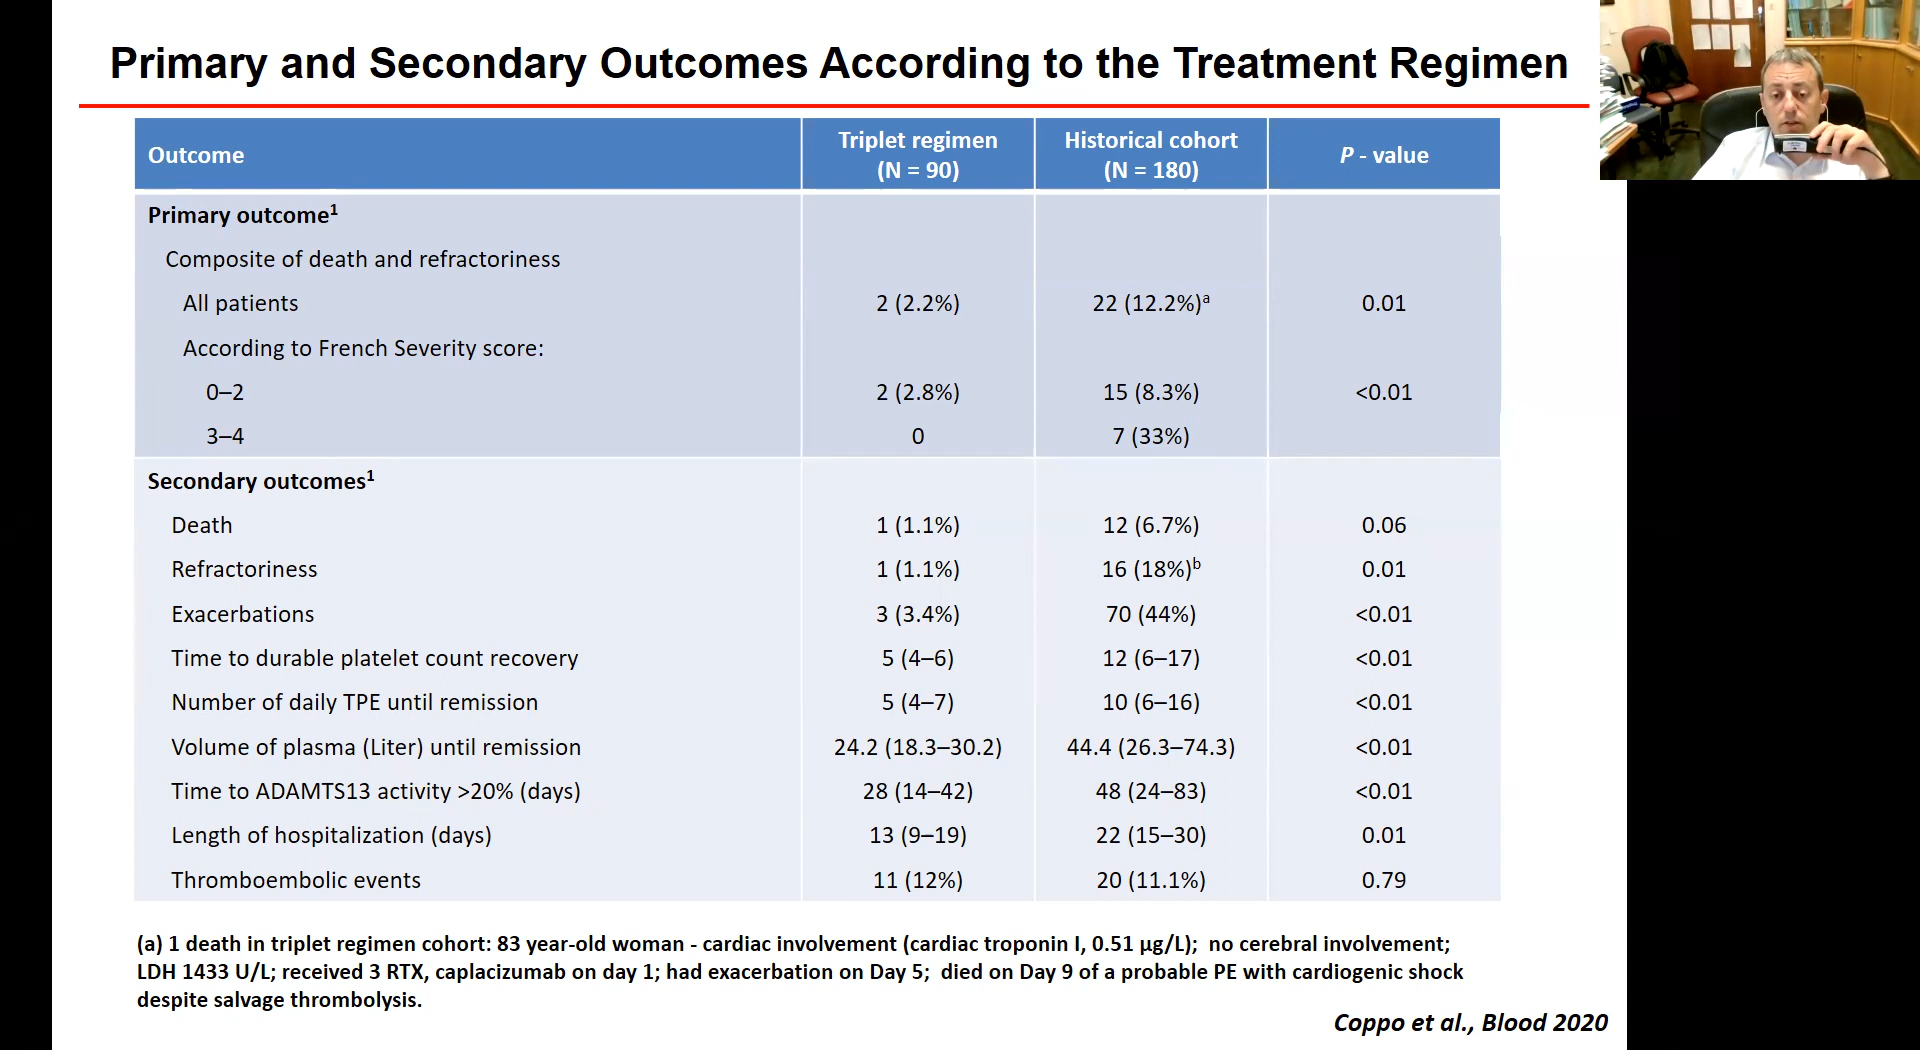 Primary and Secondary Outcomes According to the Treatment Regimen
Outcome
Triplet regimen
(N = 90)
Historical cohort
(N = 180)
P - value
Primary outcome¹
Composite of death and refractoriness
All patients 2 (2.2%) 22 (12.2%)ᵃ 0.01
According to French Severity score:
0–2 2 (2.8%) 15 (8.3%) <0.01
3–4 0 7 (33%)
Secondary outcomes¹
Death 1 (1.1%) 12 (6.7%) 0.06
Refractoriness 1 (1.1%) 16 (18%)ᵇ 0.01
Exacerbations 3 (3.4%) 70 (44%) <0.01
Time to durable platelet count recovery 5 (4–6) 12 (6–17) <0.01
Number of daily TPE until remission 5 (4–7) 10 (6–16) <0.01
Volume of plasma (Liter) until remission 24.2 (18.3–30.2) 44.4 (26.3–74.3) <0.01
Time to ADAMTS13 activity >20% (days) 28 (14–42) 48 (24–83) <0.01
Length of hospitalization (days) 13 (9–19) 22 (15–30) 0.01
Thromboembolic events 11 (12%) 20 (11.1%) 0.79
(a) 1 death in triplet regimen cohort: 83 year-old woman - cardiac involvement (cardiac troponin I, 0.51 µg/L); no cerebral involvement;
LDH 1433 U/L; received 3 RTX, caplacizumab on day 1; had exacerbation on Day 5; died on Day 9 of a probable PE with cardiogenic shock
despite salvage thrombolysis.
Coppo et al., Blood 2020